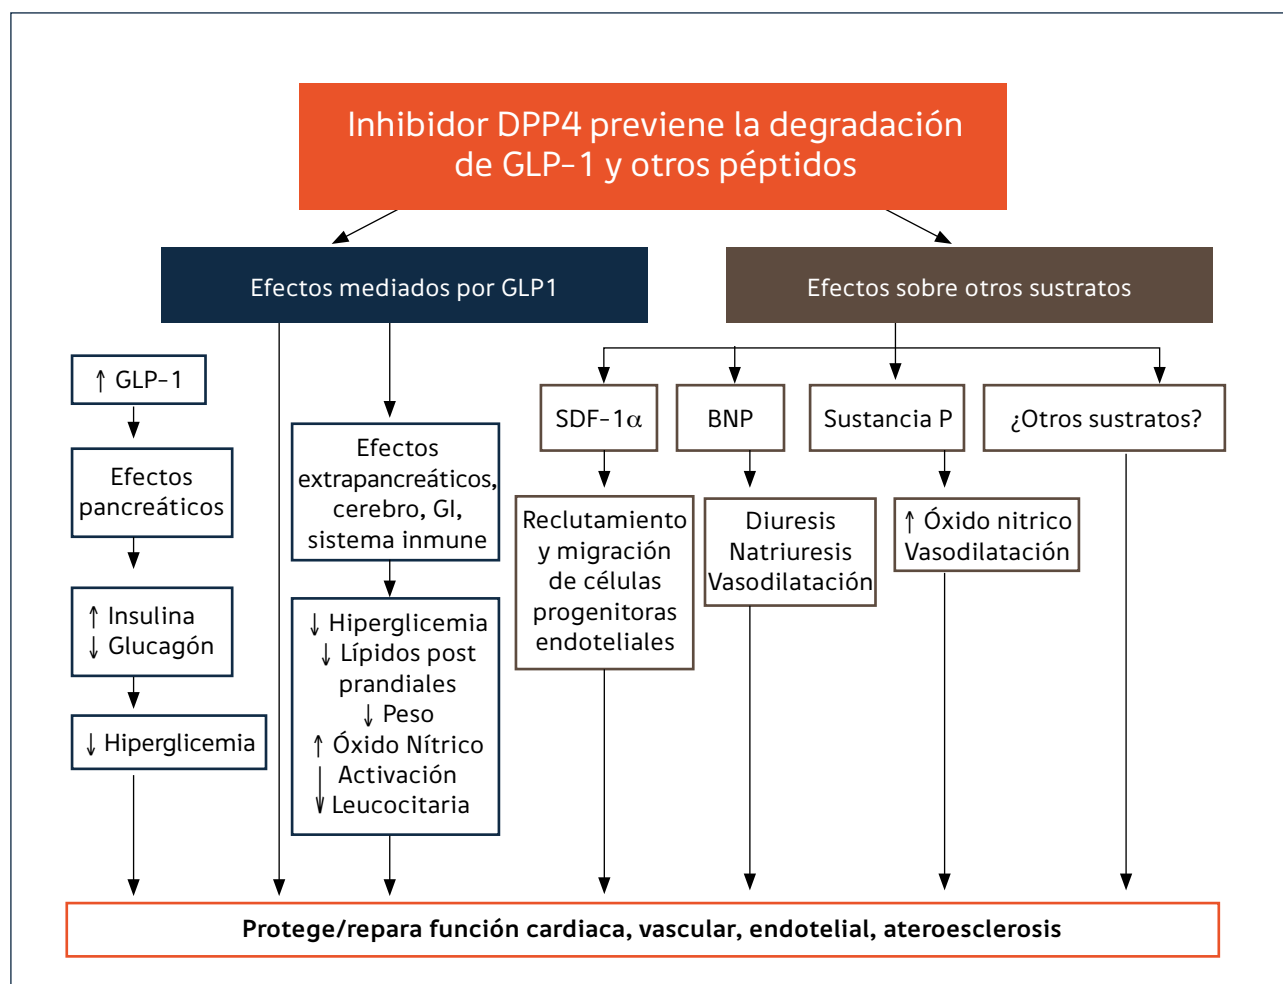 Inhibidor DPP4 previene la degradación
de GLP-1 y otros péptidos
Efectos mediados por GLP1
Efectos sobre otros sustratos
↑ GLP-1
Efectos
pancreáticos
↑ Insulina
↓ Glucagón
↓ Hiperglicemia
Efectos
extrapancreáticos,
cerebro, GI,
sistema inmune
↓ Hiperglicemia
↓ Lípidos post
prandiales
↓ Peso
↑ Óxido Nítrico
↓ Activación
Leucocitaria
SDF-1α
Reclutamiento
y migración
de células
progenitoras
endoteliales
BNP
Diuresis
Natriuresis
Vasodilatación
Sustancia P
↑ Óxido nitrico
Vasodilatación
¿Otros sustratos?
Protege/repara función cardiaca, vascular, endotelial, ateroesclerosis